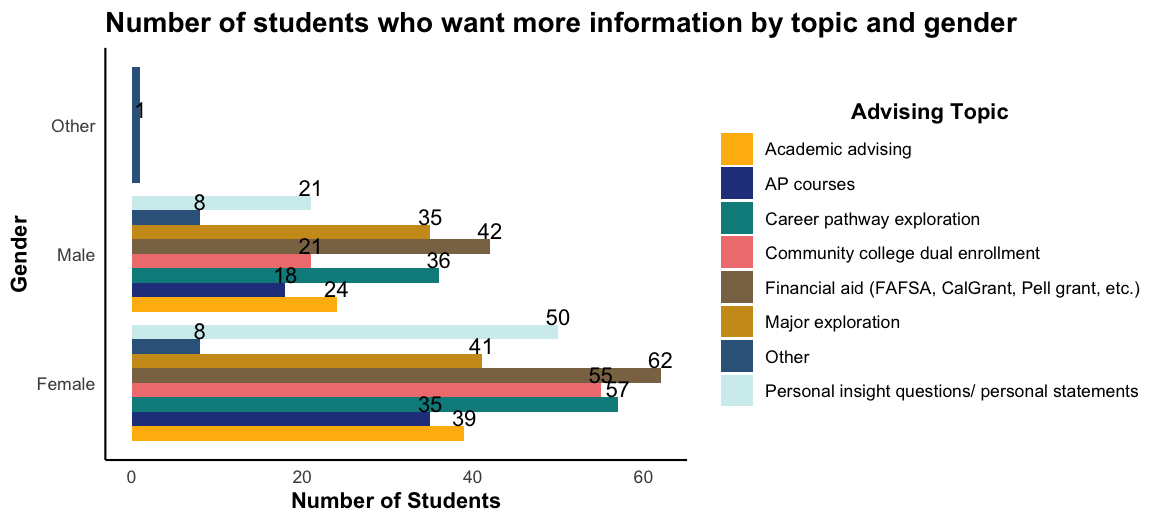 Number of students who want more information by topic and gender
Gender
Other
Male
Female
1
21
8
35
42
21
36
18
24
50
8
41
62
55
57
35
39
0 20 40 60
Number of Students
Advising Topic
Academic advising
AP courses
Career pathway exploration
Community college dual enrollment
Financial aid (FAFSA, CalGrant, Pell grant, etc.)
Major exploration
Other
Personal insight questions/ personal statements